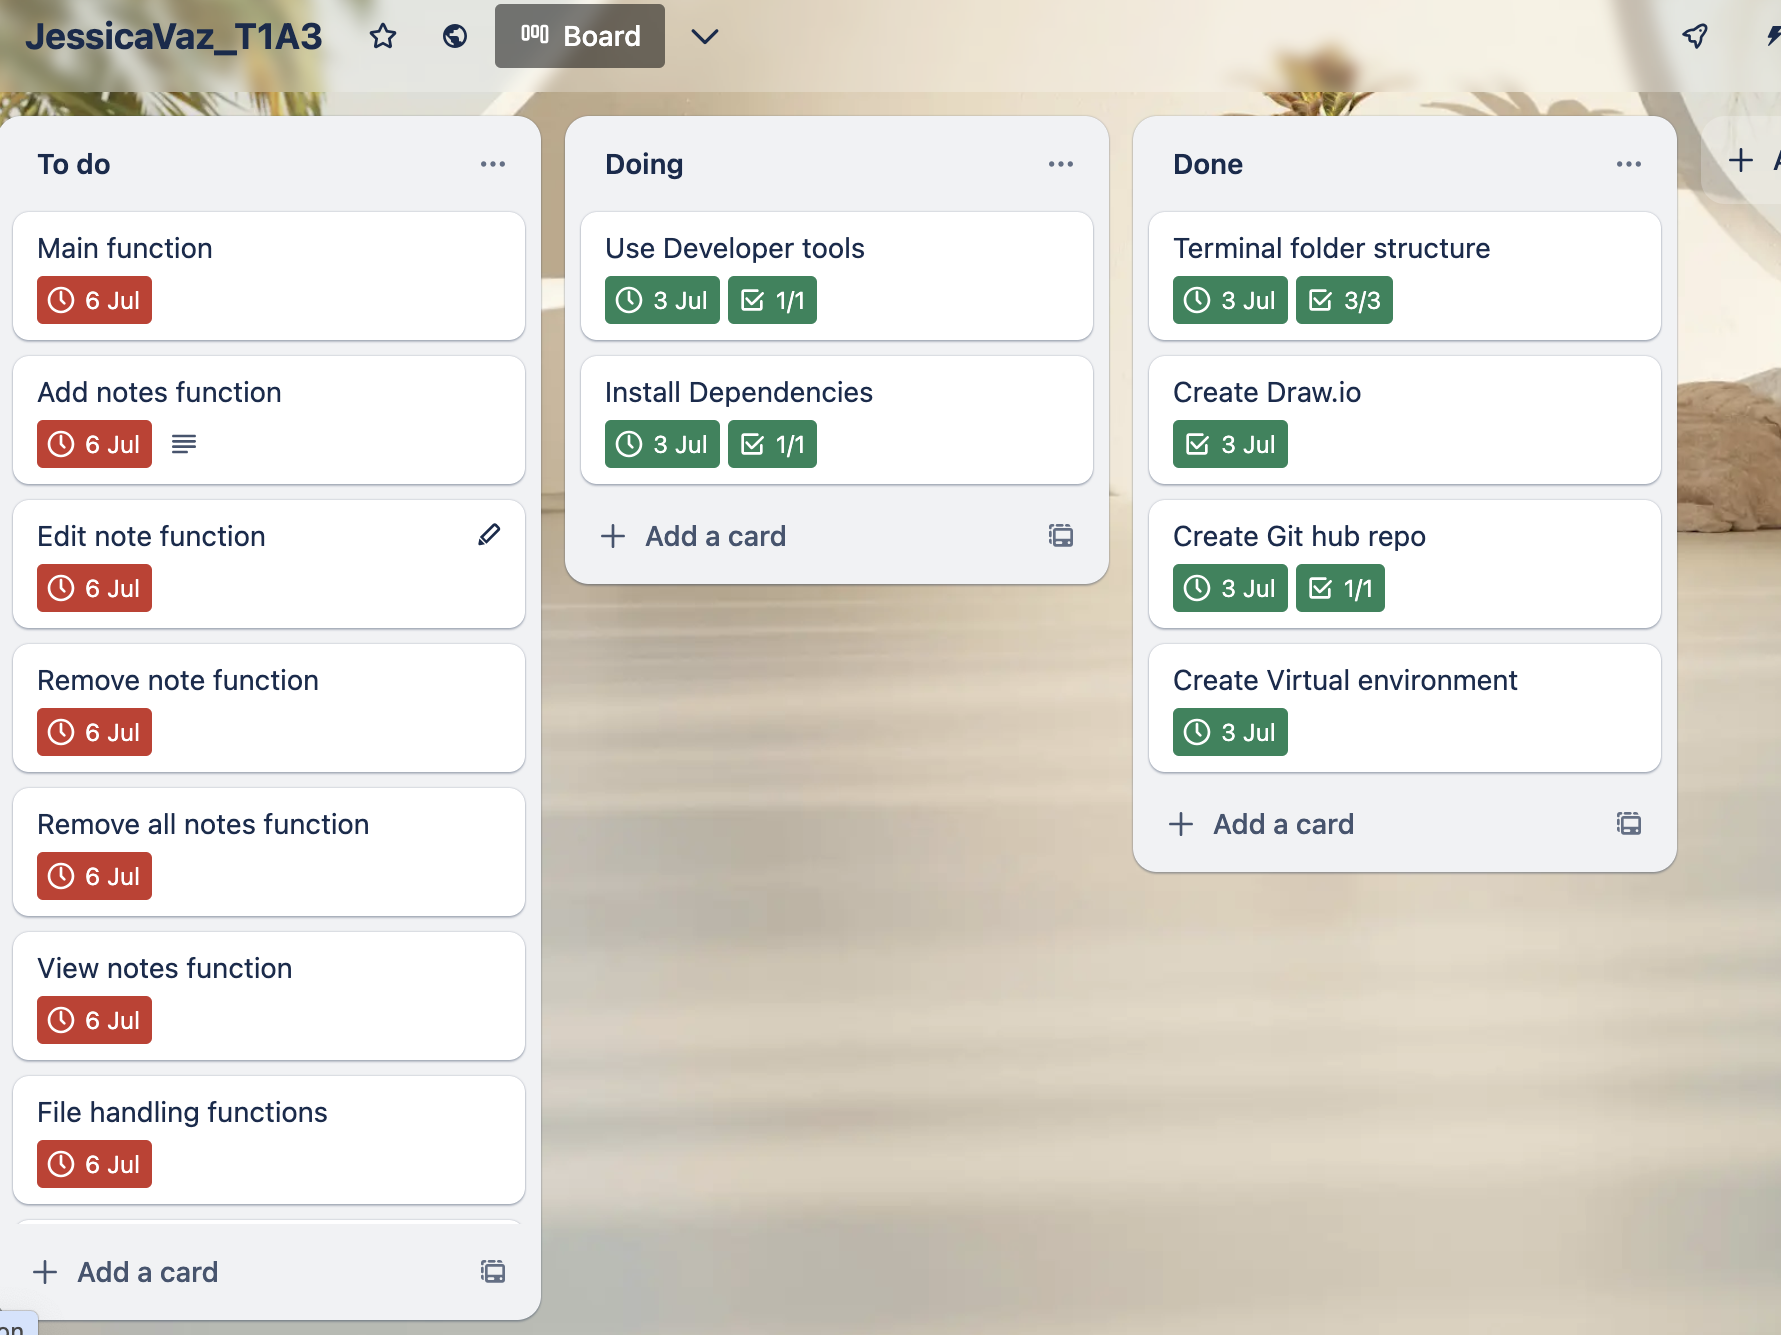 JessicaVaz_T1A3
Board
To do
Main function
6 Jul
Add notes function
6 Jul
Edit note function
6 Jul
Remove note function
6 Jul
Remove all notes function
6 Jul
View notes function
6 Jul
File handling functions
6 Jul
Add a card
Doing
Use Developer tools
3 Jul 1/1
Install Dependencies
3 Jul 1/1
Add a card
Done
Terminal folder structure
3 Jul 3/3
Create Draw.io
3 Jul
Create Git hub repo
3 Jul 1/1
Create Virtual environment
3 Jul
Add a card